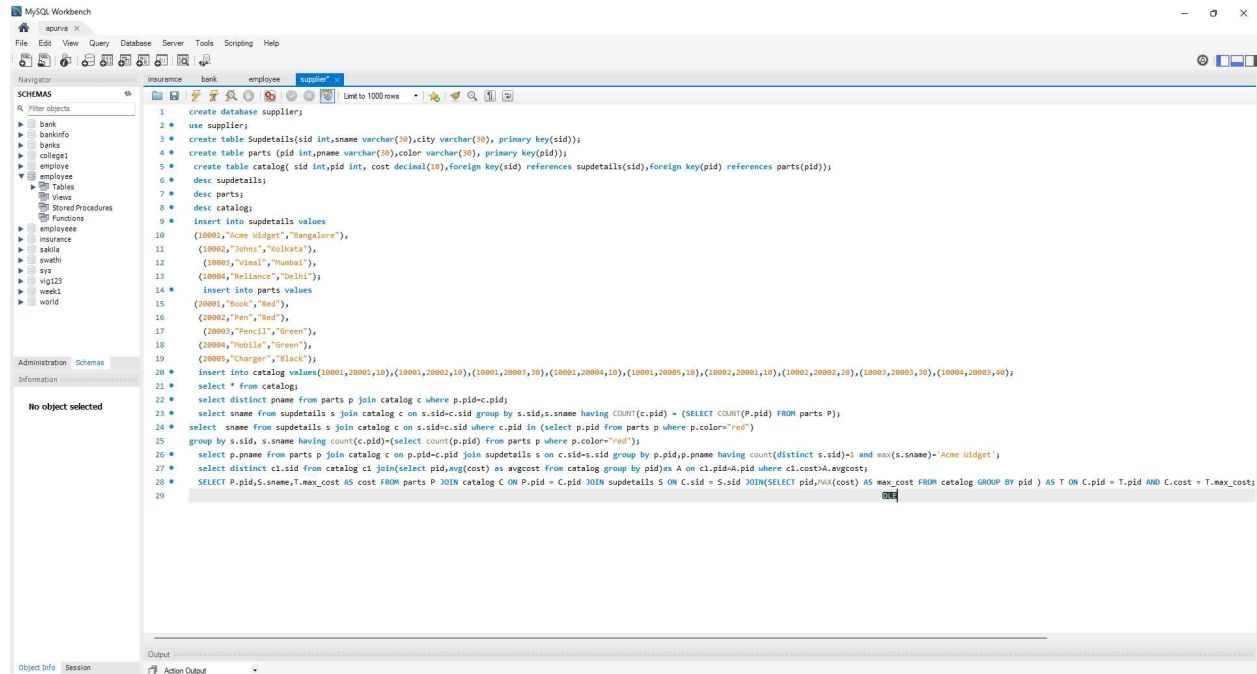 MySQL Workbench
apurva ×
File Edit View Query Database Server Tools Scripting Help
Navigator
SCHEMAS
Filter objects
bank
bankinfo
banks
college1
employe
employee
Tables
Views
Stored Procedures
Functions
employeee
insurance
sakila
swathi
sys
vig123
week1
world
Administration Schemas
Information
No object selected
Object Info Session
insuramce bank employee supplier* ×
Limit to 1000 rows
1 create database supplier;
2 use supplier;
3 create table Supdetails(sid int,sname varchar(30),city varchar(30), primary key(sid));
4 create table parts (pid int,pname varchar(30),color varchar(30), primary key(pid));
5 create table catalog( sid int,pid int, cost decimal(10),foreign key(sid) references supdetails(sid),foreign key(pid) references parts(pid));
6 desc supdetails;
7 desc parts;
8 desc catalog;
9 insert into supdetails values
10 (10001,"Acme Widget","Bangalore"),
11 (10002,"Johns","Kolkata"),
12 (10003,"Vimal","Mumbai"),
13 (10004,"Reliance","Delhi");
14 insert into parts values
15 (20001,"Book","Red"),
16 (20002,"Pen","Red"),
17 (20003,"Pencil","Green"),
18 (20004,"Mobile","Green"),
19 (20005,"Charger","Black");
20 insert into catalog values(10001,20001,10),(10001,20002,10),(10001,20003,30),(10001,20004,10),(10001,20005,10),(10002,20001,10),(10002,20002,20),(10003,20003,30),(10004,20003,40);
21 select * from catalog;
22 select distinct pname from parts p join catalog c where p.pid=c.pid;
23 select sname from supdetails s join catalog c on s.sid=c.sid group by s.sid,s.sname having COUNT(c.pid) = (SELECT COUNT(P.pid) FROM parts P);
24 select sname from supdetails s join catalog c on s.sid=c.sid where c.pid in (select p.pid from parts p where p.color="red")
25 group by s.sid, s.sname having count(c.pid)=(select count(p.pid) from parts p where p.color="red");
26 select p.pname from parts p join catalog c on p.pid=c.pid join supdetails s on c.sid=s.sid group by p.pid,p.pname having count(distinct s.sid)=1 and max(s.sname)='Acme Widget';
27 select distinct c1.sid from catalog c1 join(select pid,avg(cost) as avgcost from catalog group by pid)as A on c1.pid=A.pid where c1.cost>A.avgcost;
28 SELECT P.pid,S.sname,T.max_cost AS cost FROM parts P JOIN catalog C ON P.pid = C.pid JOIN supdetails S ON C.sid = S.sid JOIN(SELECT pid,MAX(cost) AS max_cost FROM catalog GROUP BY pid ) AS T ON C.pid = T.pid AND C.cost = T.max_cost;
29 DLE
Output
Action Output